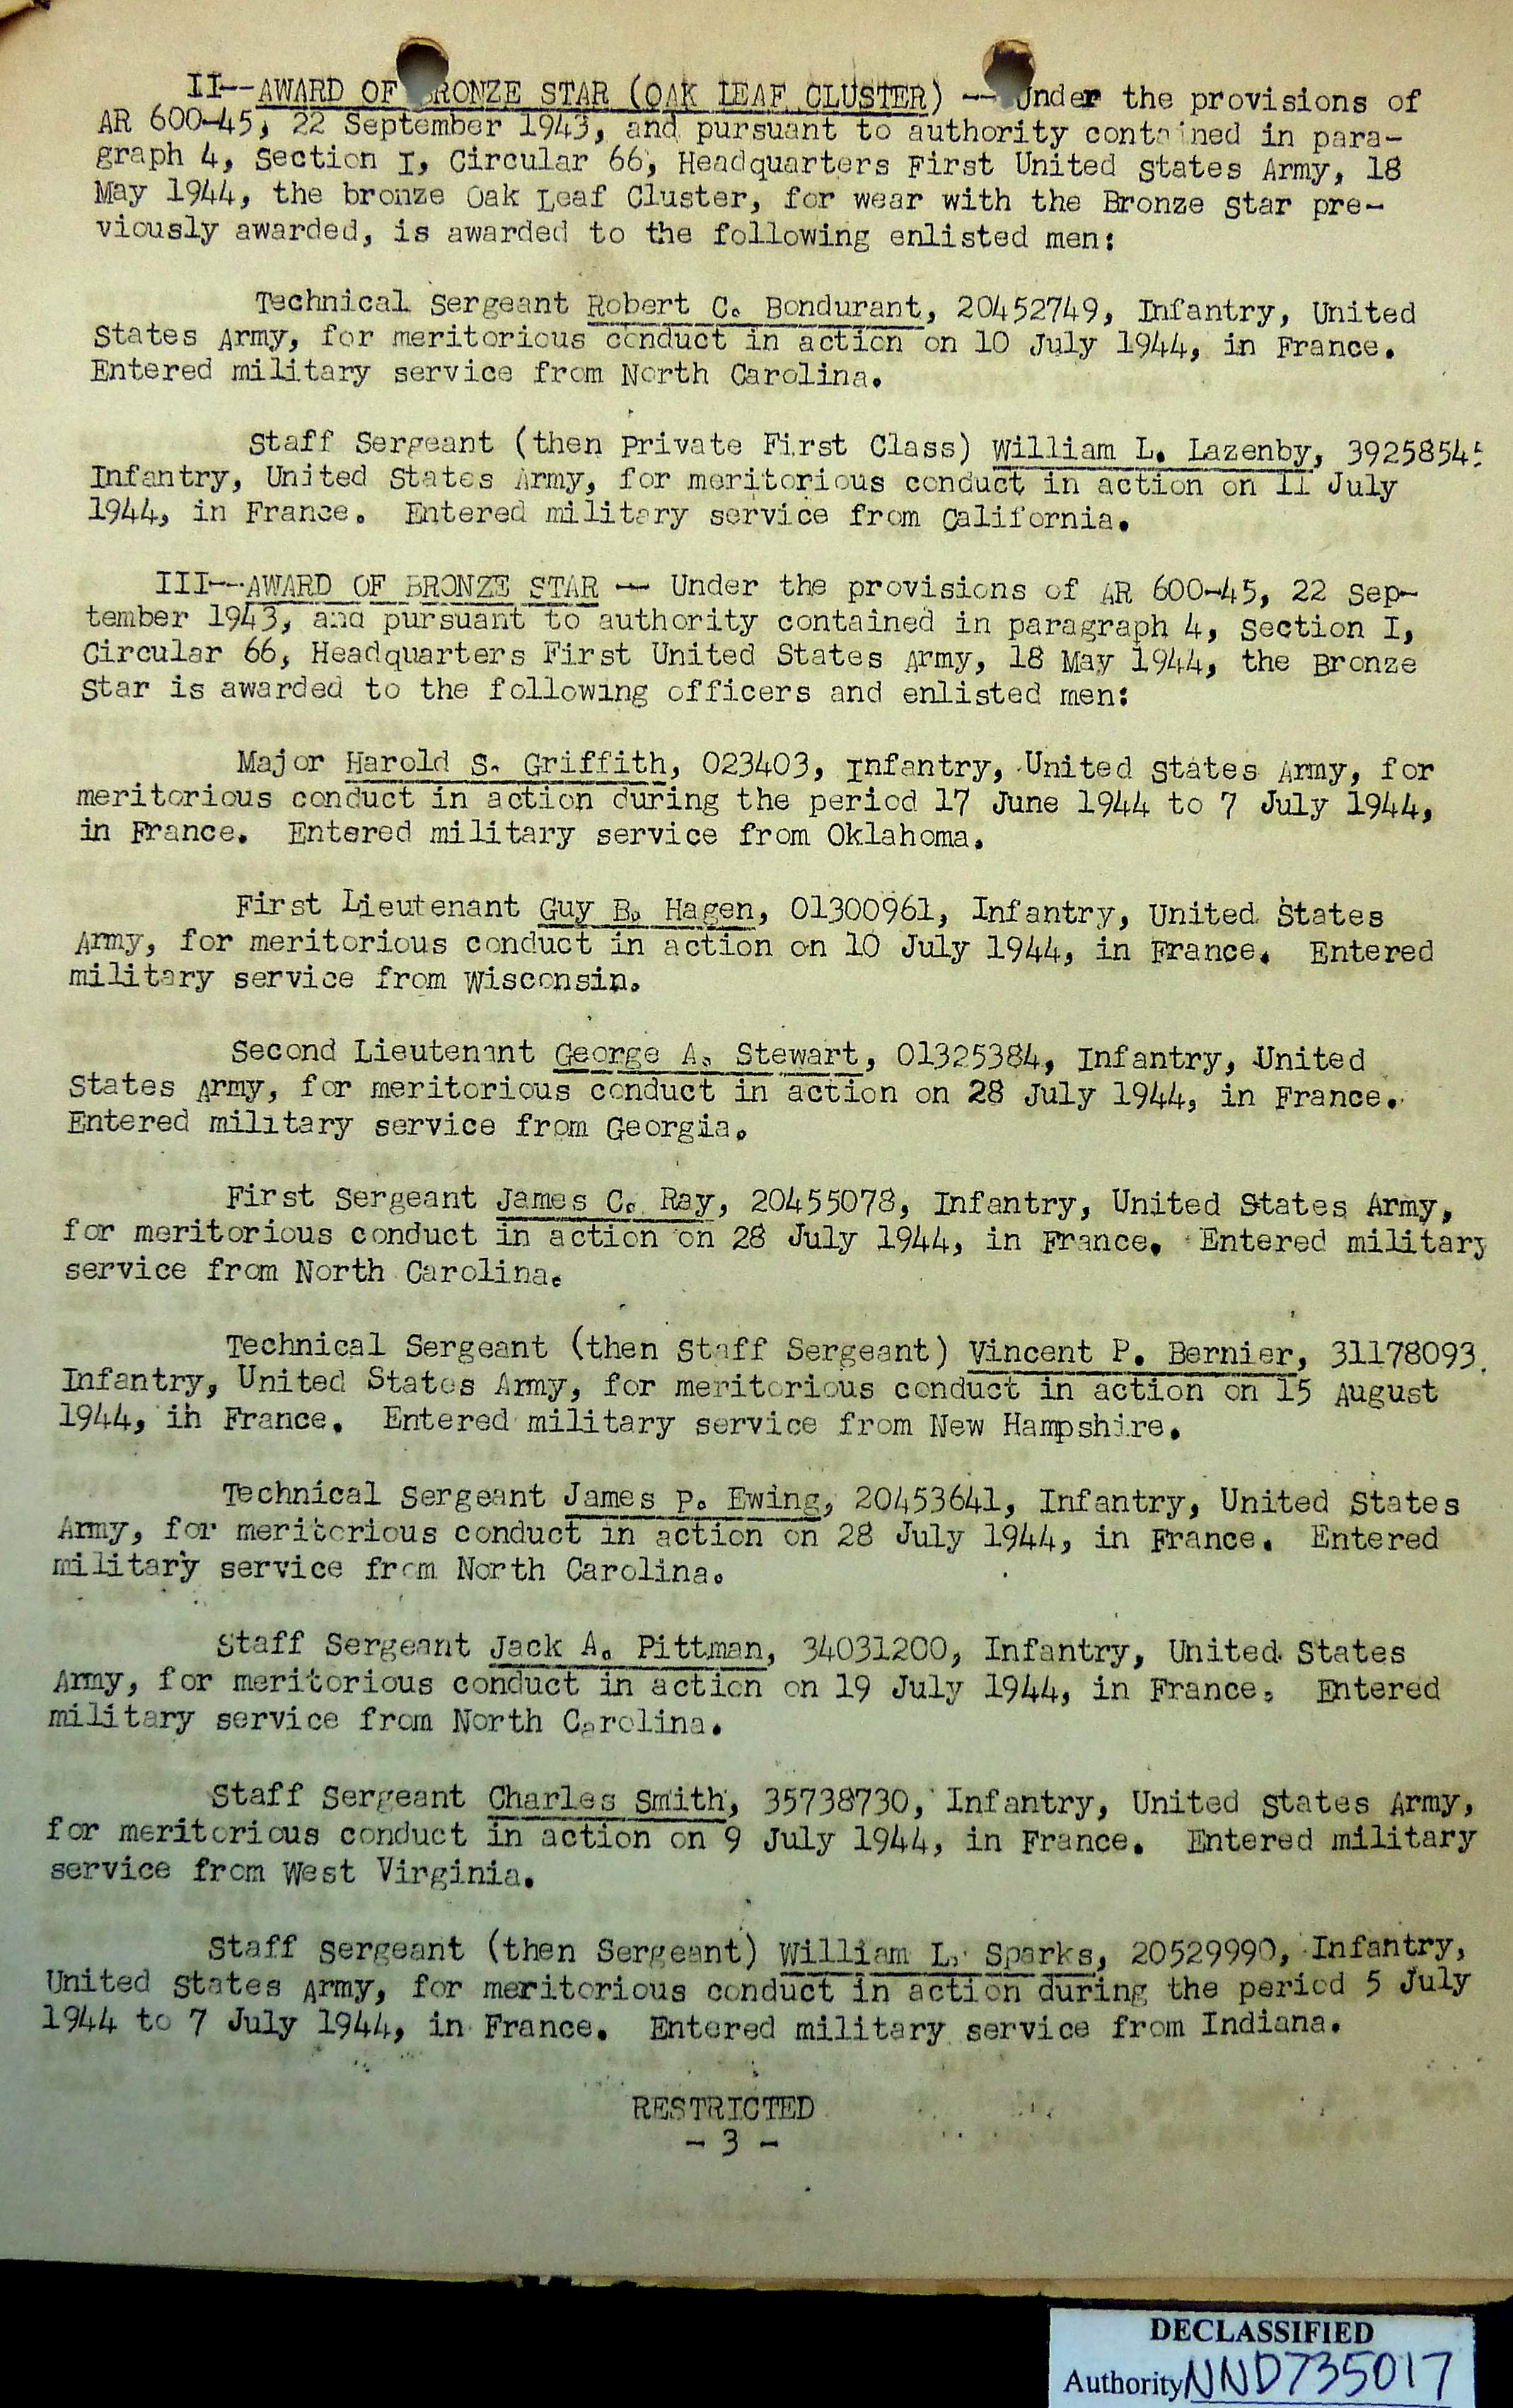 II--AWARD OF BRONZE STAR (OAK LEAF CLUSTER) -- Under the provisions of
AR 600-45, 22 September 1943, and pursuant to authority contained in para-
graph 4, Section I, Circular 66, Headquarters First United States Army, 18
May 1944, the bronze Oak Leaf Cluster, for wear with the Bronze Star pre-
viously awarded, is awarded to the following enlisted men:
Technical Sergeant Robert C. Bondurant, 20452749, Infantry, United
States Army, for meritorious conduct in action on 10 July 1944, in France.
Entered military service from North Carolina.
Staff Sergeant (then Private First Class) William L. Lazenby, 39258545
Infantry, United States Army, for meritorious conduct in action on 11 July
1944, in France. Entered military service from California.
III--AWARD OF BRONZE STAR -- Under the provisions of AR 600-45, 22 Sep-
tember 1943, and pursuant to authority contained in paragraph 4, Section I,
Circular 66, Headquarters First United States Army, 18 May 1944, the Bronze
Star is awarded to the following officers and enlisted men:
Major Harold S. Griffith, 023403, Infantry, United States Army, for
meritorious conduct in action during the period 17 June 1944 to 7 July 1944,
in France. Entered military service from Oklahoma.
First Lieutenant Guy B. Hagen, 01300961, Infantry, United States
Army, for meritorious conduct in action on 10 July 1944, in France. Entered
military service from Wisconsin.
Second Lieutenant George A. Stewart, 01325384, Infantry, United
States Army, for meritorious conduct in action on 28 July 1944, in France.
Entered military service from Georgia.
First Sergeant James C. Ray, 20455078, Infantry, United States Army,
for meritorious conduct in action on 28 July 1944, in France. Entered military
service from North Carolina.
Technical Sergeant (then Staff Sergeant) Vincent P. Bernier, 31178093,
Infantry, United States Army, for meritorious conduct in action on 15 August
1944, in France. Entered military service from New Hampshire.
Technical Sergeant James P. Ewing, 20453641, Infantry, United States
Army, for meritorious conduct in action on 28 July 1944, in France. Entered
military service from North Carolina.
Staff Sergeant Jack A. Pittman, 34031200, Infantry, United States
Army, for meritorious conduct in action on 19 July 1944, in France. Entered
military service from North Carolina.
Staff Sergeant Charles Smith, 35738730, Infantry, United States Army,
for meritorious conduct in action on 9 July 1944, in France. Entered military
service from West Virginia.
Staff Sergeant (then Sergeant) William L. Sparks, 20529990, Infantry,
United States Army, for meritorious conduct in action during the period 5 July
1944 to 7 July 1944, in France. Entered military service from Indiana.
RESTRICTED
- 3 -
DECLASSIFIED
Authority NND735017